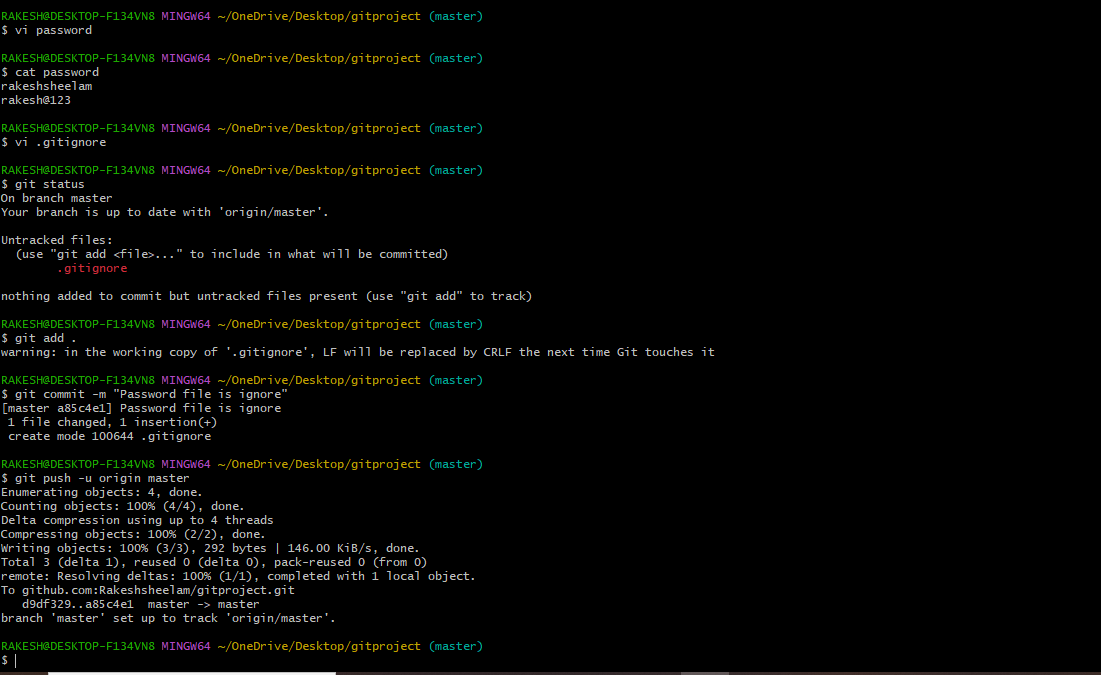 RAKESH@DESKTOP-F134VN8 MINGW64 ~/OneDrive/Desktop/gitproject (master)
$ vi password
RAKESH@DESKTOP-F134VN8 MINGW64 ~/OneDrive/Desktop/gitproject (master)
$ cat password
rakeshsheelam
rakesh@123
RAKESH@DESKTOP-F134VN8 MINGW64 ~/OneDrive/Desktop/gitproject (master)
$ vi .gitignore
RAKESH@DESKTOP-F134VN8 MINGW64 ~/OneDrive/Desktop/gitproject (master)
$ git status
On branch master
Your branch is up to date with 'origin/master'.
Untracked files:
  (use "git add <file>..." to include in what will be committed)
        .gitignore
nothing added to commit but untracked files present (use "git add" to track)
RAKESH@DESKTOP-F134VN8 MINGW64 ~/OneDrive/Desktop/gitproject (master)
$ git add .
warning: in the working copy of '.gitignore', LF will be replaced by CRLF the next time Git touches it
RAKESH@DESKTOP-F134VN8 MINGW64 ~/OneDrive/Desktop/gitproject (master)
$ git commit -m "Password file is ignore"
[master a85c4e1] Password file is ignore
 1 file changed, 1 insertion(+)
 create mode 100644 .gitignore
RAKESH@DESKTOP-F134VN8 MINGW64 ~/OneDrive/Desktop/gitproject (master)
$ git push -u origin master
Enumerating objects: 4, done.
Counting objects: 100% (4/4), done.
Delta compression using up to 4 threads
Compressing objects: 100% (2/2), done.
Writing objects: 100% (3/3), 292 bytes | 146.00 KiB/s, done.
Total 3 (delta 1), reused 0 (delta 0), pack-reused 0 (from 0)
remote: Resolving deltas: 100% (1/1), completed with 1 local object.
To github.com:Rakeshsheelam/gitproject.git
   d9df329..a85c4e1  master -> master
branch 'master' set up to track 'origin/master'.
RAKESH@DESKTOP-F134VN8 MINGW64 ~/OneDrive/Desktop/gitproject (master)
$